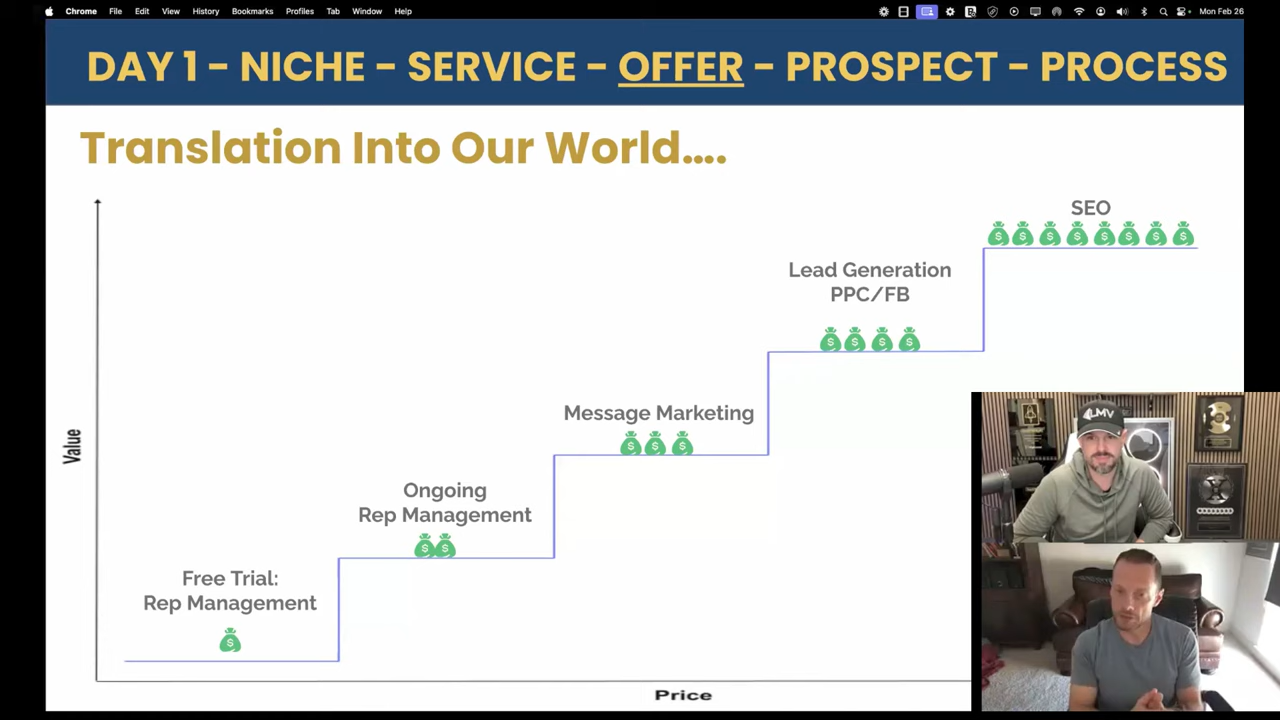 Chrome File Edit View History Bookmarks Profiles Tab Window Help Mon Feb 26
DAY 1 - NICHE - SERVICE - OFFER - PROSPECT - PROCESS
Translation Into Our World....
SEO
Lead Generation
PPC/FB
Message Marketing
Ongoing
Rep Management
Free Trial:
Rep Management
Value
Price
LMV